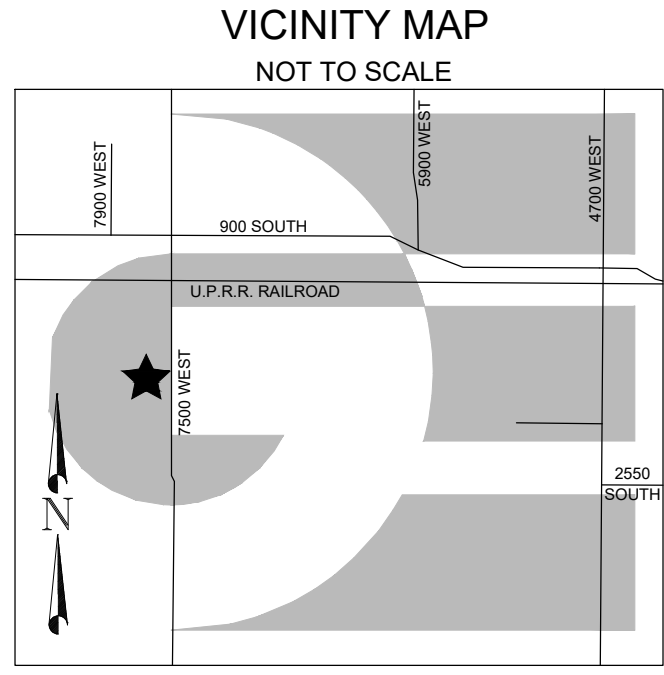 VICINITY MAP
NOT TO SCALE
7900 WEST
5900 WEST
4700 WEST
900 SOUTH
U.P.R.R. RAILROAD
7500 WEST
2550
SOUTH
N